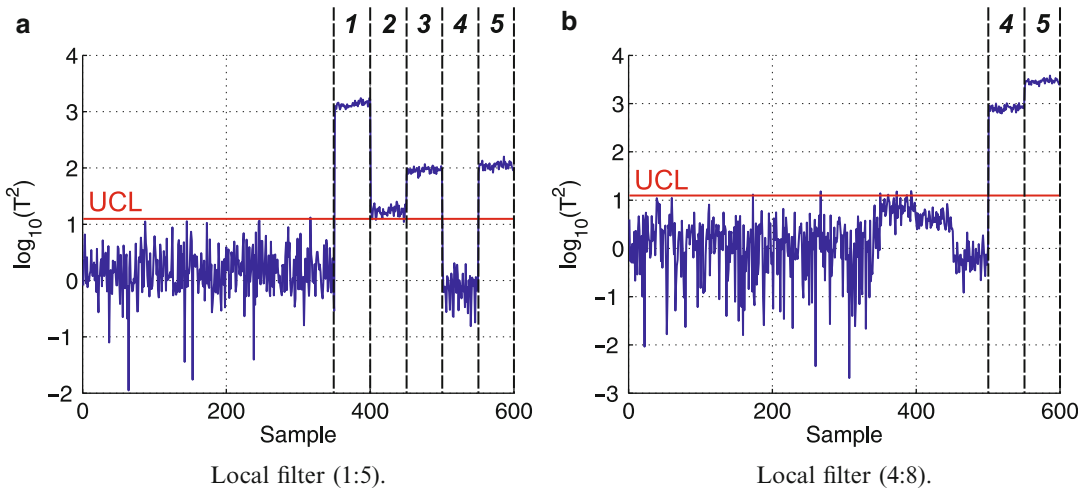 a
1 2 3 4 5
4
3
2
1
0
−1
−2
log10(T²)
UCL
0 200 400 600
Sample
Local filter (1:5).
b
4 5
4
3
2
1
0
−1
−2
−3
log10(T²)
UCL
0 200 400 600
Sample
Local filter (4:8).